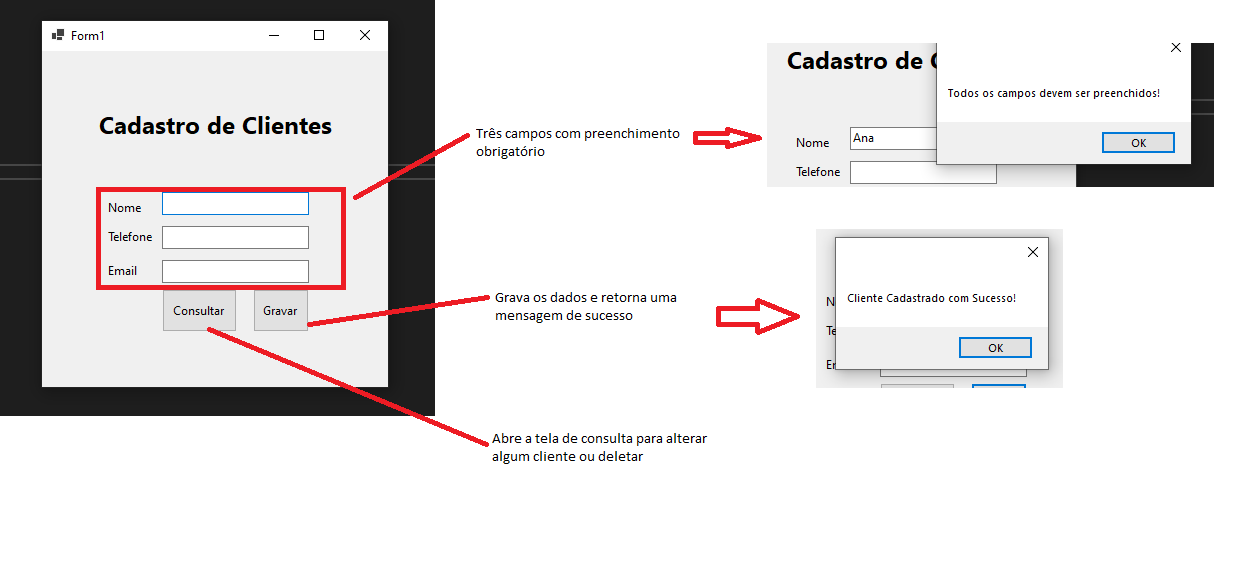 Form1
Cadastro de Clientes
Nome
Telefone
Email
Consultar
Gravar
Três campos com preenchimento
obrigatório
Cadastro de
Todos os campos devem ser preenchidos!
OK
Nome
Ana
Telefone
Grava os dados e retorna uma
mensagem de sucesso
Cliente Cadastrado com Sucesso!
OK
Abre a tela de consulta para alterar
algum cliente ou deletar